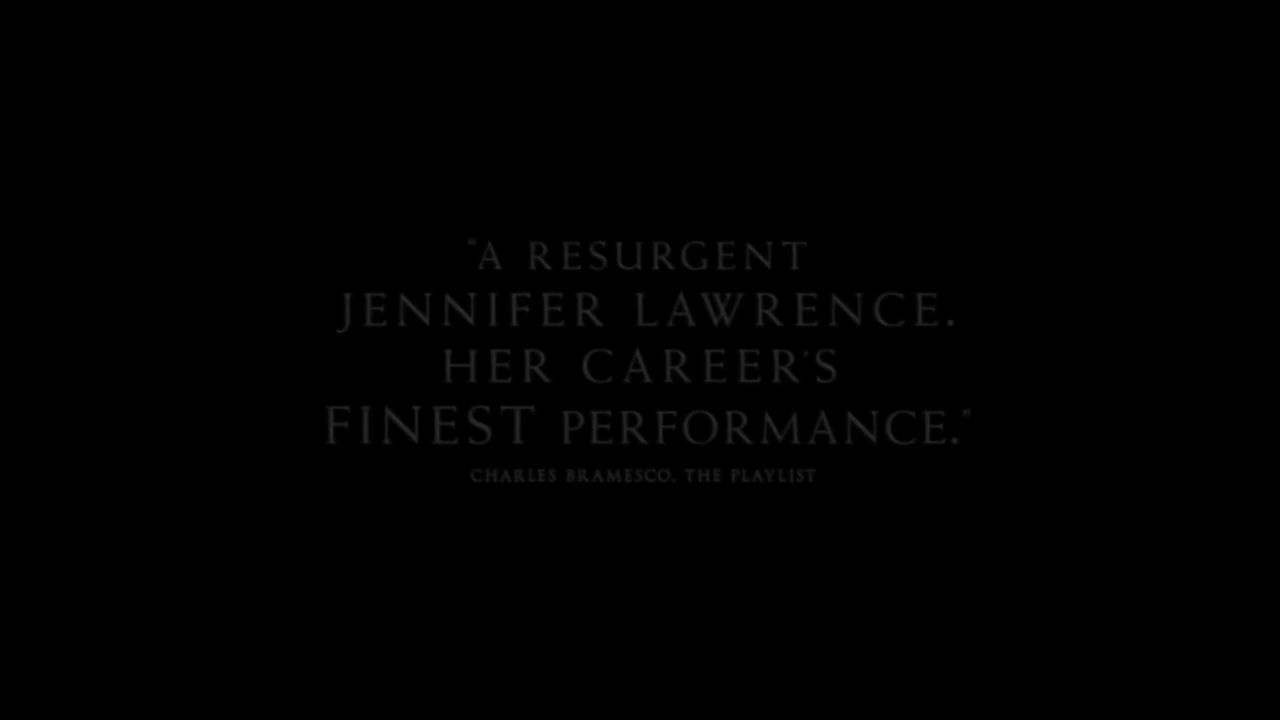 "A RESURGENT
JENNIFER LAWRENCE.
HER CAREER'S
FINEST PERFORMANCE."
CHARLES BRAMESCO, THE PLAYLIST